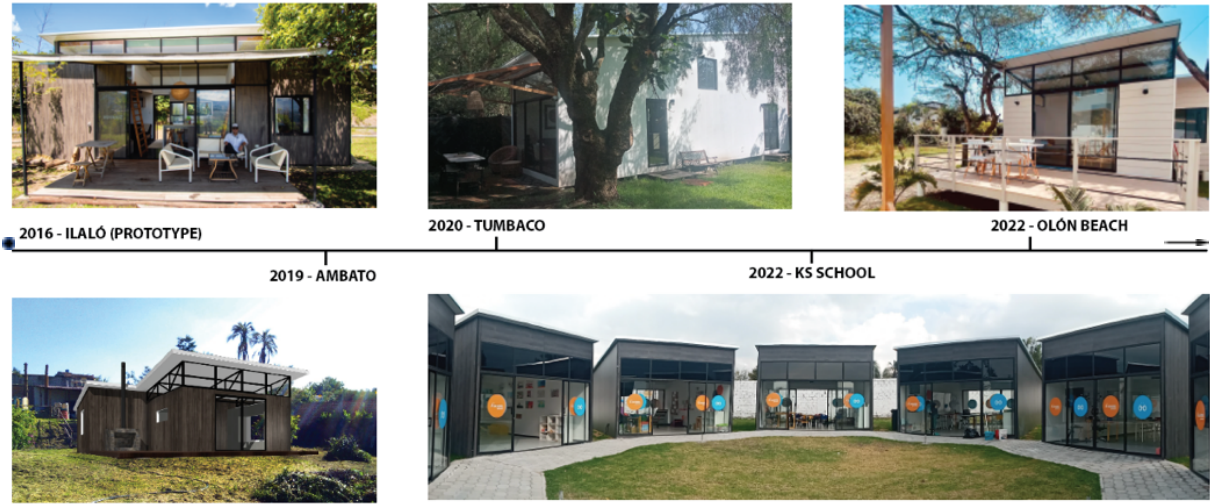 2016 - ILALÓ (PROTOTYPE)
2020 - TUMBACO
2022 - OLÓN BEACH
2019 - AMBATO
2022 - KS SCHOOL